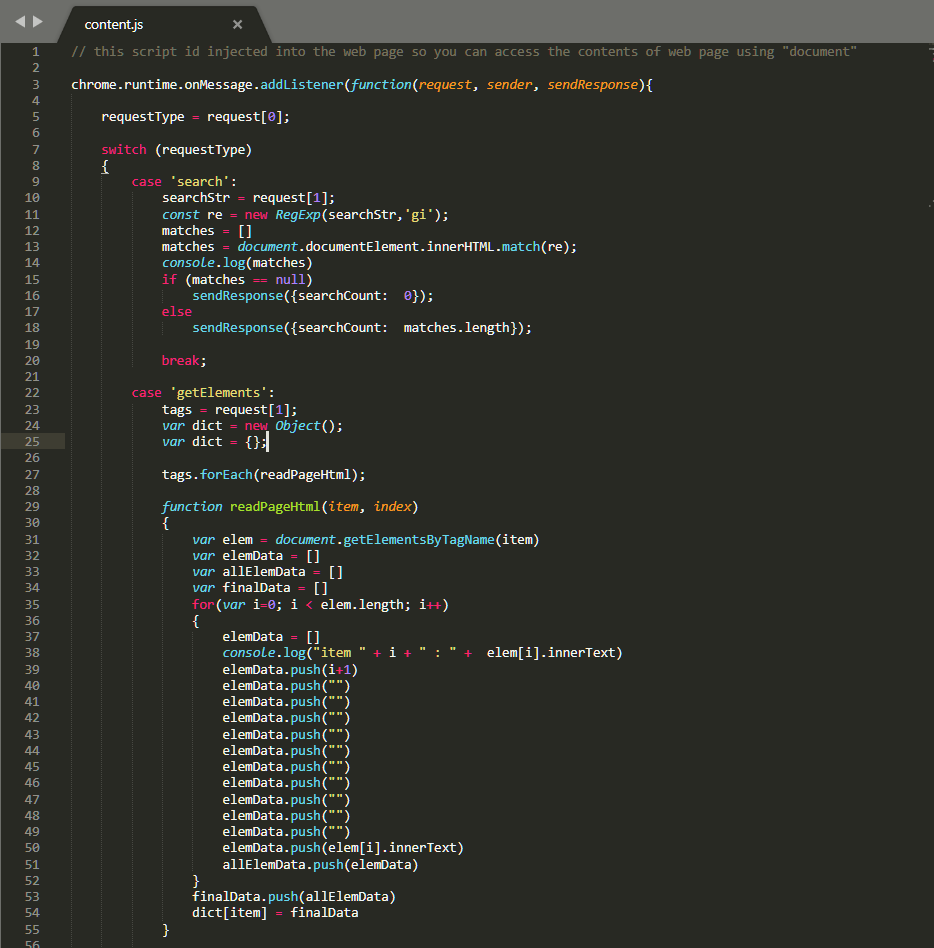 content.js ×
1 // this script id injected into the web page so you can access the contents of web page using "document"
2
3 chrome.runtime.onMessage.addListener(function(request, sender, sendResponse){
4
5     requestType = request[0];
6
7     switch (requestType)
8     {
9         case 'search':
10             searchStr = request[1];
11             const re = new RegExp(searchStr,'gi');
12             matches = []
13             matches = document.documentElement.innerHTML.match(re);
14             console.log(matches)
15             if (matches == null)
16                 sendResponse({searchCount:  0});
17             else
18                 sendResponse({searchCount:  matches.length});
19
20             break;
21
22         case 'getElements':
23             tags = request[1];
24             var dict = new Object();
25             var dict = {};
26
27             tags.forEach(readPageHtml);
28
29             function readPageHtml(item, index)
30             {
31                 var elem = document.getElementsByTagName(item)
32                 var elemData = []
33                 var allElemData = []
34                 var finalData = []
35                 for(var i=0; i < elem.length; i++)
36                 {
37                     elemData = []
38                     console.log("item " + i + " : " +  elem[i].innerText)
39                     elemData.push(i+1)
40                     elemData.push("")
41                     elemData.push("")
42                     elemData.push("")
43                     elemData.push("")
44                     elemData.push("")
45                     elemData.push("")
46                     elemData.push("")
47                     elemData.push("")
48                     elemData.push("")
49                     elemData.push("")
50                     elemData.push(elem[i].innerText)
51                     allElemData.push(elemData)
52                 }
53                 finalData.push(allElemData)
54                 dict[item] = finalData
55             }
56